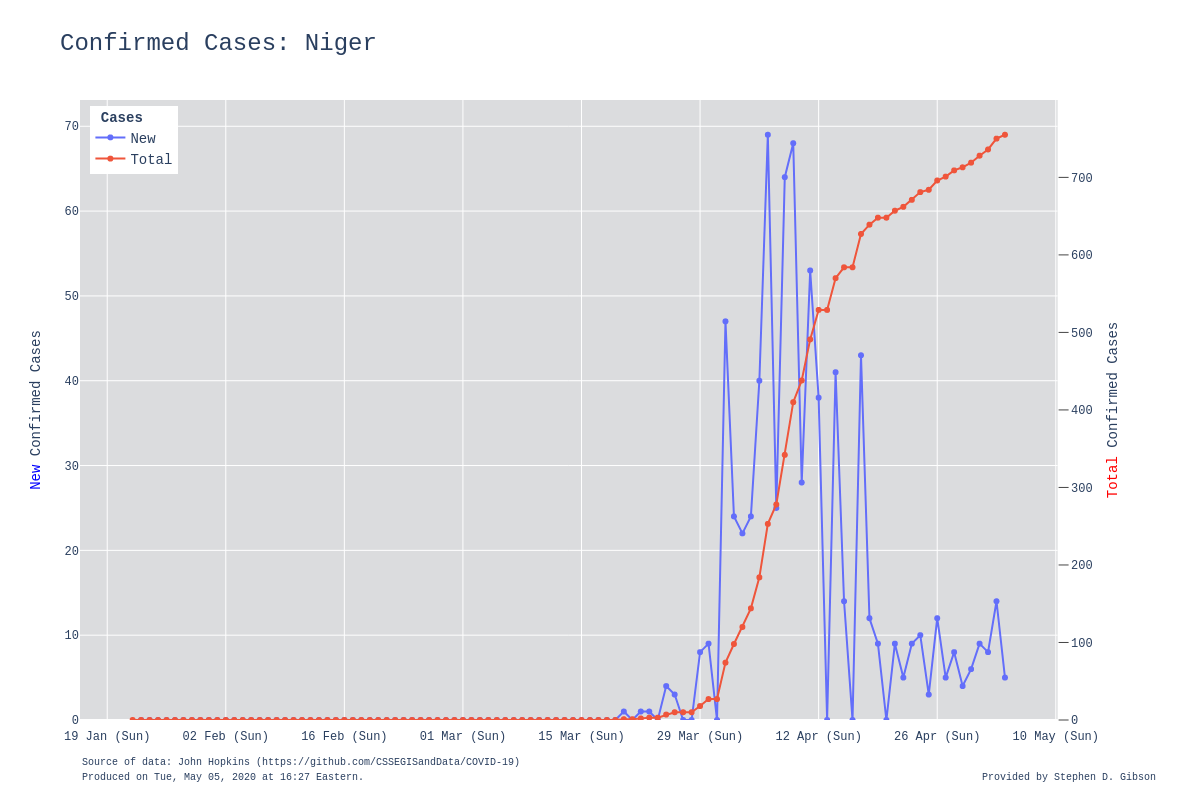 Confirmed Cases: Niger
Cases
New
Total
70
60
50
40
30
20
10
0
New Confirmed Cases
700
600
500
400
300
200
100
0
Total Confirmed Cases
19 Jan (Sun) 02 Feb (Sun) 16 Feb (Sun) 01 Mar (Sun) 15 Mar (Sun) 29 Mar (Sun) 12 Apr (Sun) 26 Apr (Sun) 10 May (Sun)
Source of data: John Hopkins (https://github.com/CSSEGISandData/COVID-19)
Produced on Tue, May 05, 2020 at 16:27 Eastern.
Provided by Stephen D. Gibson